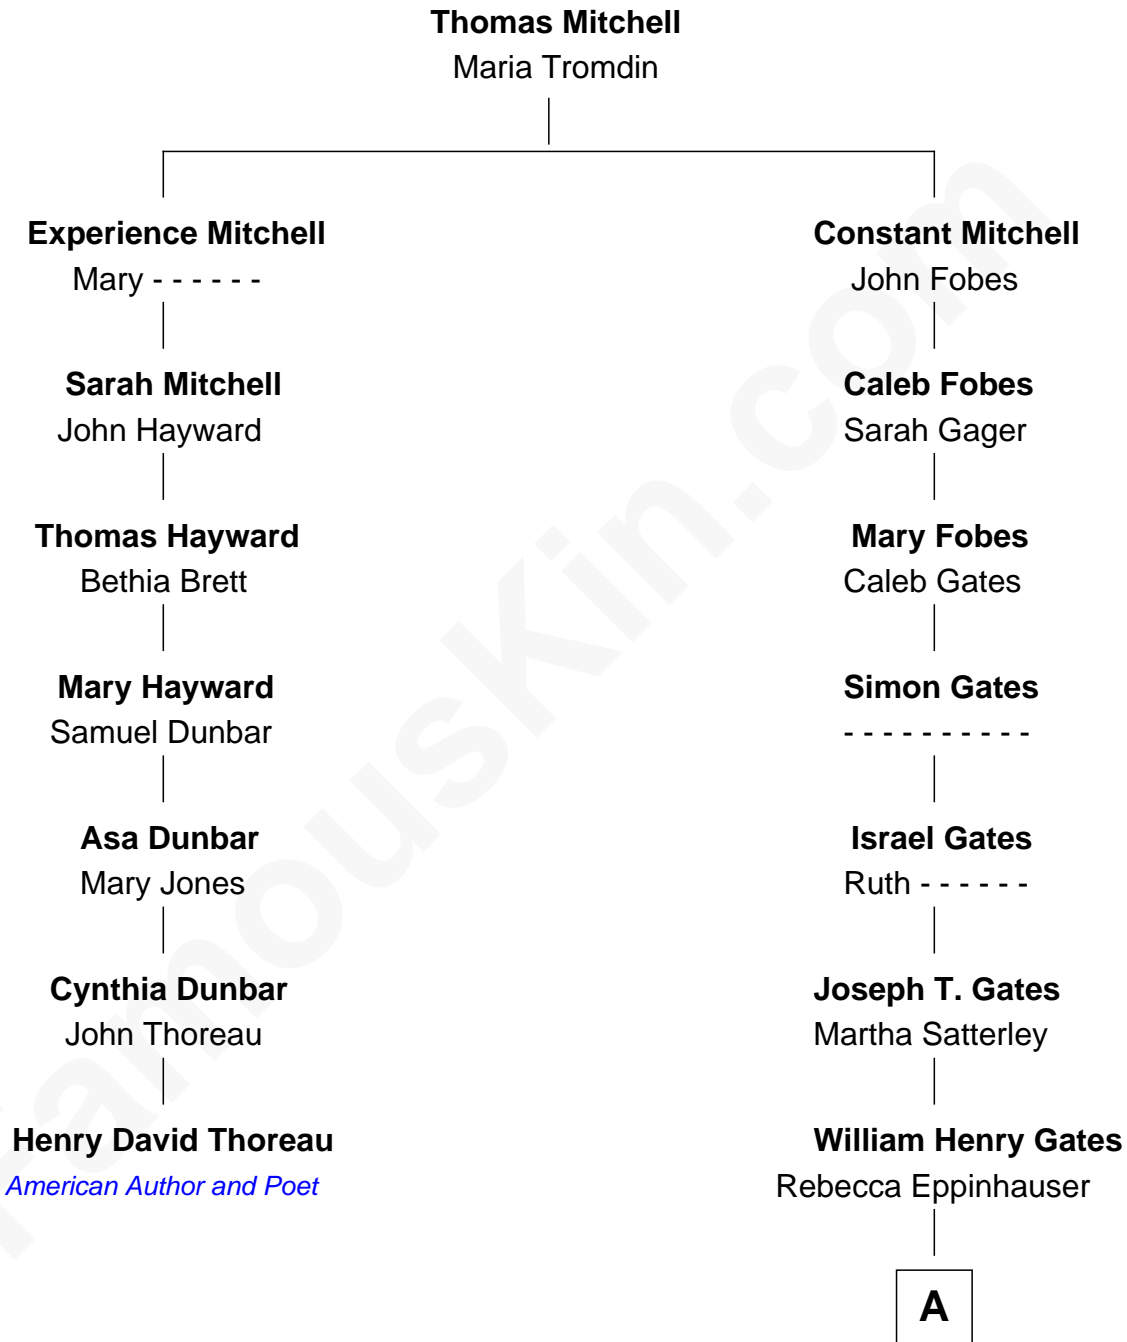 Thomas Mitchell
Maria Tromdin
Experience Mitchell
Mary - - - - - -
Constant Mitchell
John Fobes
Sarah Mitchell
John Hayward
Caleb Fobes
Sarah Gager
Thomas Hayward
Bethia Brett
Mary Fobes
Caleb Gates
Mary Hayward
Samuel Dunbar
Simon Gates
- - - - - - - - - -
Asa Dunbar
Mary Jones
Israel Gates
Ruth - - - - - -
Cynthia Dunbar
John Thoreau
Joseph T. Gates
Martha Satterley
Henry David Thoreau
American Author and Poet
William Henry Gates
Rebecca Eppinhauser
A
FamousKin.com